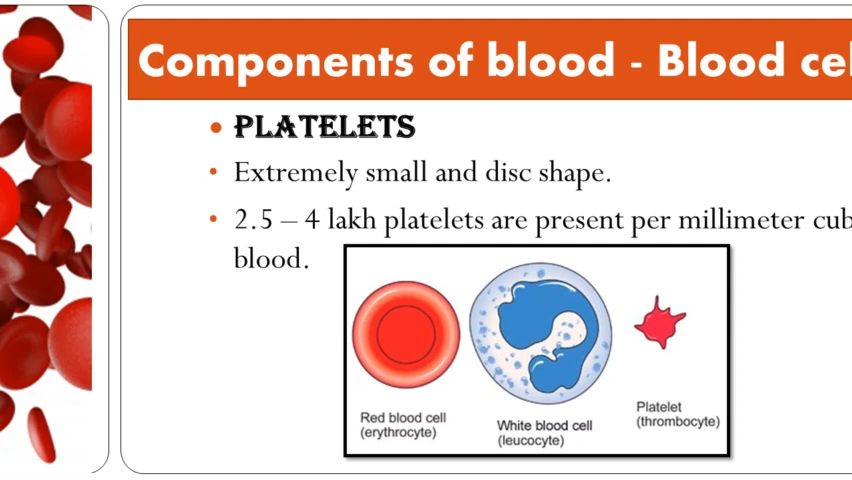 Components of blood - Blood cel
PLATELETS
Extremely small and disc shape.
2.5 – 4 lakh platelets are present per millimeter cub
blood.
Red blood cell
(erythrocyte)
White blood cell
(leucocyte)
Platelet
(thrombocyte)